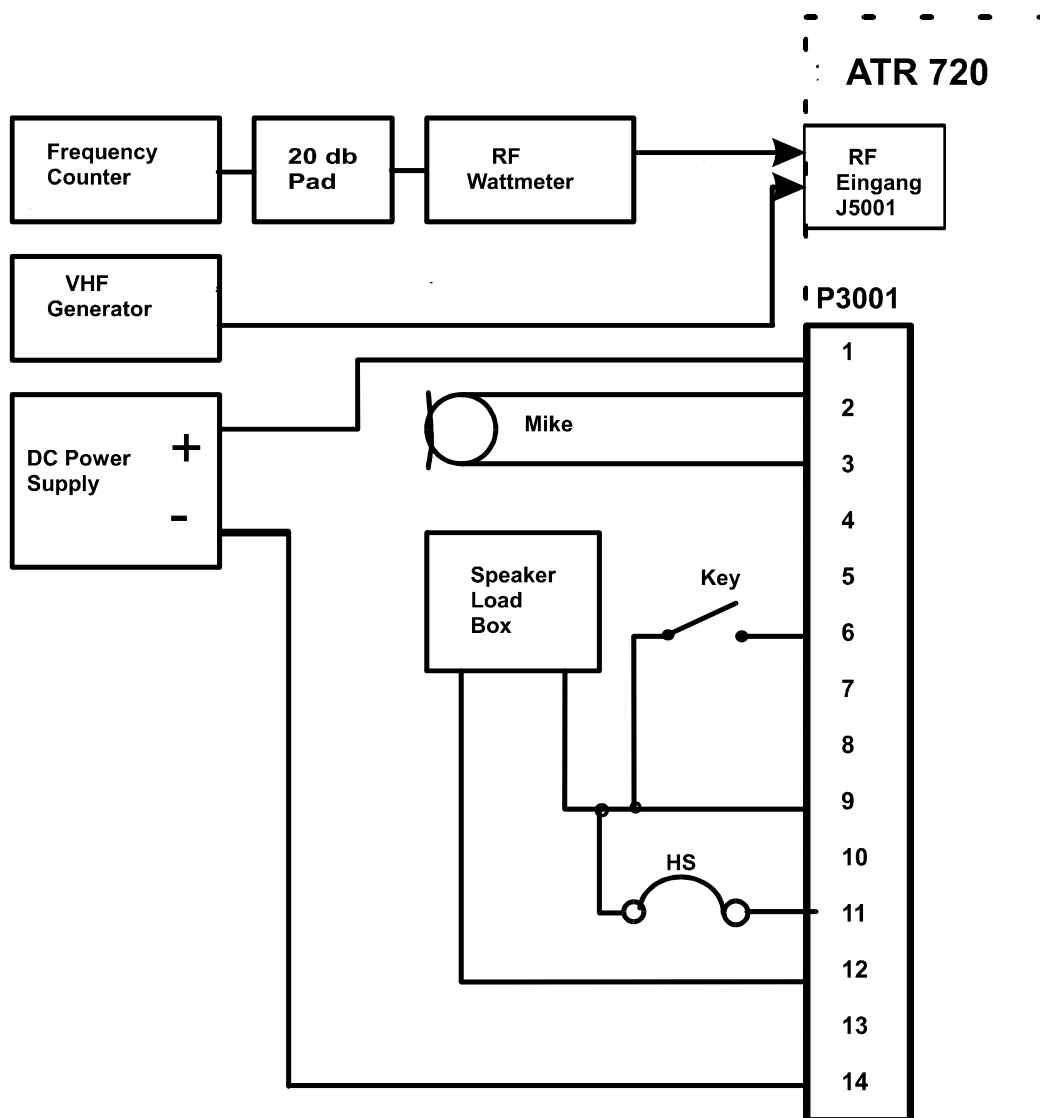 ATR 720
Frequency
Counter
20 db
Pad
RF
Wattmeter
RF
Eingang
J5001
VHF
Generator
P3001
DC Power
Supply
+
-
Mike
Speaker
Load
Box
Key
HS
1
2
3
4
5
6
7
8
9
10
11
12
13
14